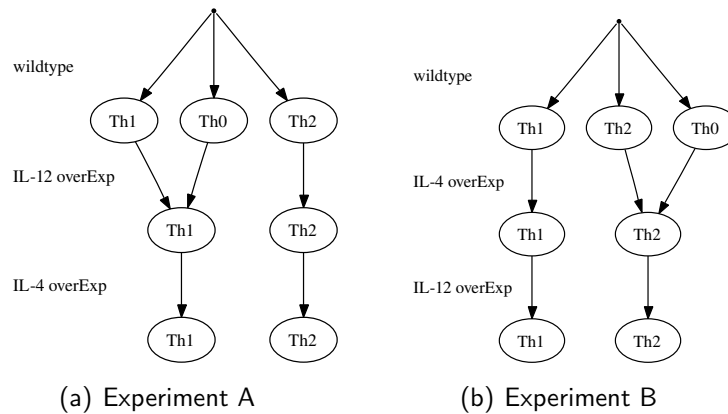 wildtype
Th1 Th0 Th2
IL-12 overExp
Th1 Th2
IL-4 overExp
Th1 Th2
(a) Experiment A
wildtype
Th1 Th2 Th0
IL-4 overExp
Th1 Th2
IL-12 overExp
Th1 Th2
(b) Experiment B